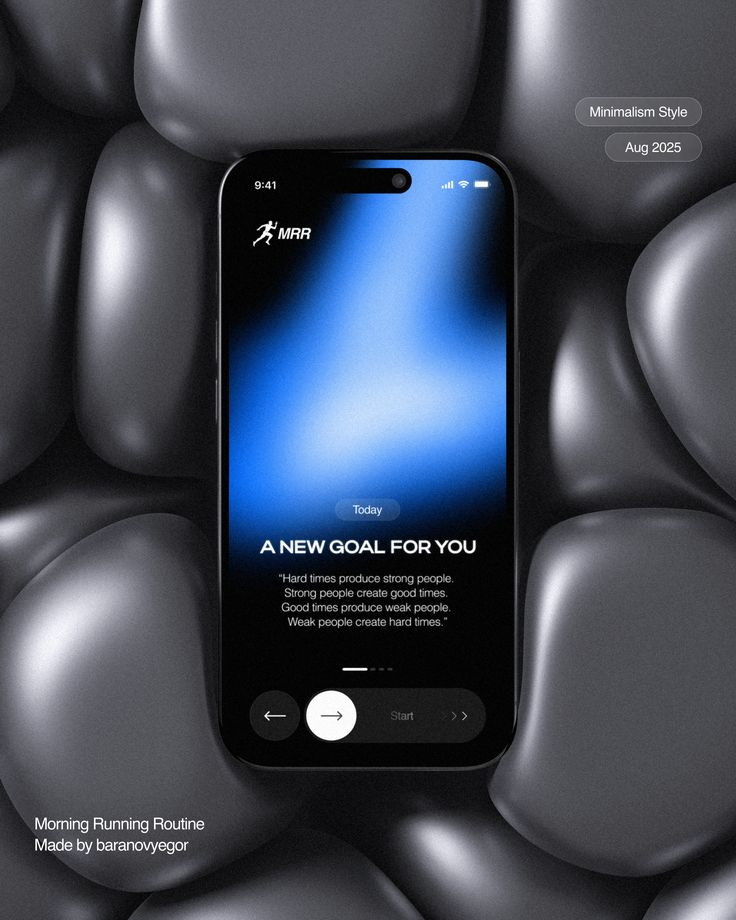 Minimalism Style
Aug 2025
9:41
MRR
Today
A NEW GOAL FOR YOU
“Hard times produce strong people.
Strong people create good times.
Good times produce weak people.
Weak people create hard times.”
Start
Morning Running Routine
Made by baranovyegor